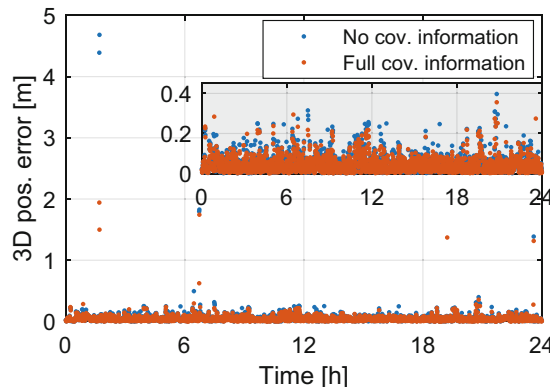 5
4
3
2
1
0
3D pos. error [m]
No cov. information
Full cov. information
0.4
0.2
0
0 6 12 18 24
0 6 12 18 24
Time [h]